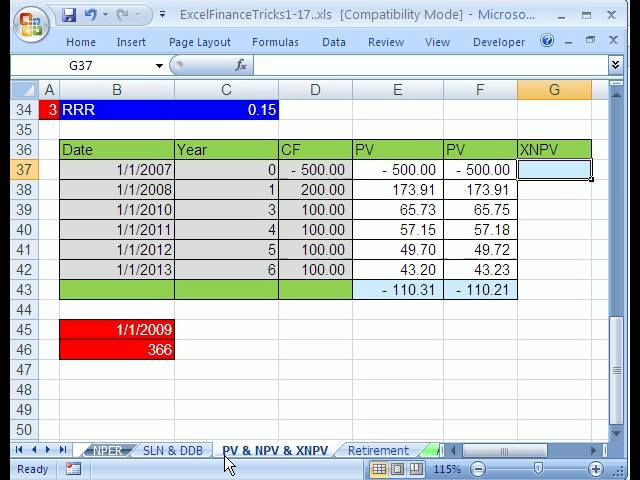 ExcelFinanceTricks1-17..xls [Compatibility Mode] - Microso...
Home Insert Page Layout Formulas Data Review View Developer
G37 fx
A B C D E F G
34 3 RRR 0.15
35
36 Date Year CF PV PV XNPV
37 1/1/2007 0 - 500.00 - 500.00 - 500.00
38 1/1/2008 1 200.00 173.91 173.91
39 1/1/2010 3 100.00 65.73 65.75
40 1/1/2011 4 100.00 57.15 57.18
41 1/1/2012 5 100.00 49.70 49.72
42 1/1/2013 6 100.00 43.20 43.23
43 - 110.31 - 110.21
44
45 1/1/2009
46 366
47
48
49
50
NPER SLN & DDB PV & NPV & XNPV Retirement
Ready 115%